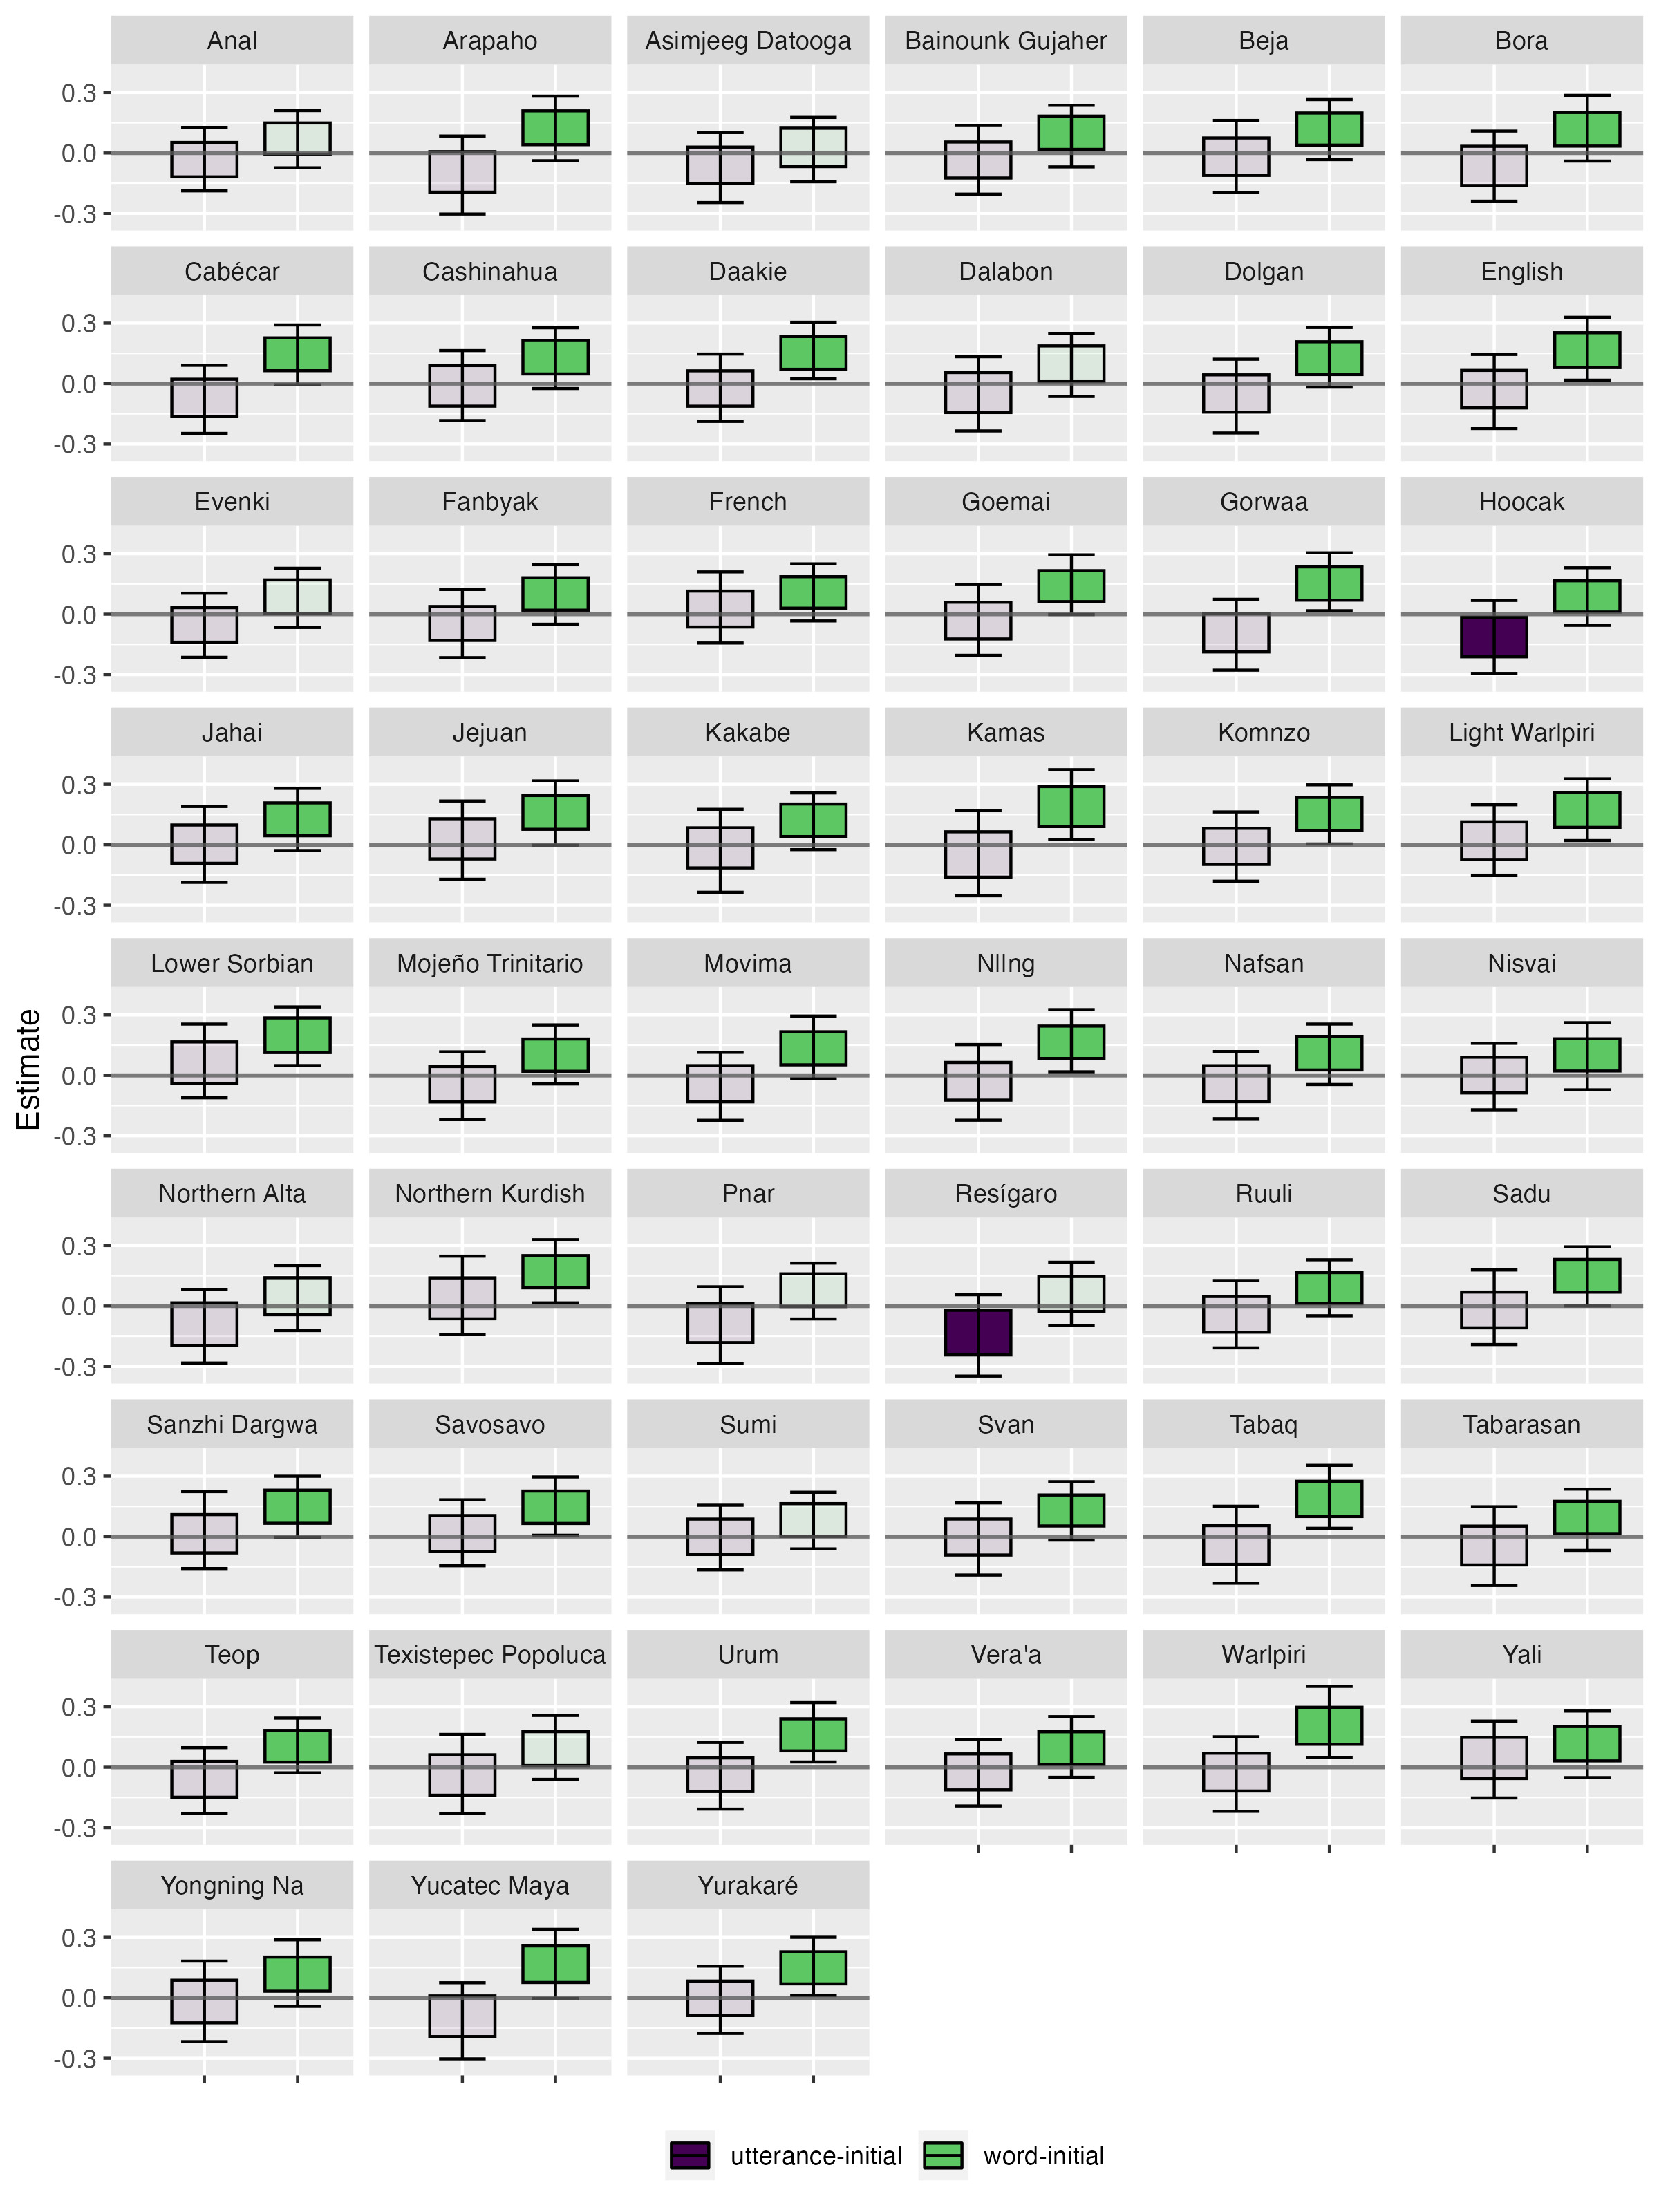 Anal Arapaho Asimjeeg Datooga Bainounk Gujaher Beja Bora
0.3
0.0
-0.3
Cabécar Cashinahua Daakie Dalabon Dolgan English
0.3
0.0
-0.3
Evenki Fanbyak French Goemai Gorwaa Hoocak
0.3
0.0
-0.3
Jahai Jejuan Kakabe Kamas Komnzo Light Warlpiri
0.3
0.0
-0.3
Lower Sorbian Mojeño Trinitario Movima Nllng Nafsan Nisvai
0.3
0.0
-0.3
Estimate
Northern Alta Northern Kurdish Pnar Resígaro Ruuli Sadu
0.3
0.0
-0.3
Sanzhi Dargwa Savosavo Sumi Svan Tabaq Tabarasan
0.3
0.0
-0.3
Teop Texistepec Popoluca Urum Vera'a Warlpiri Yali
0.3
0.0
-0.3
Yongning Na Yucatec Maya Yurakaré
0.3
0.0
-0.3
utterance-initial word-initial